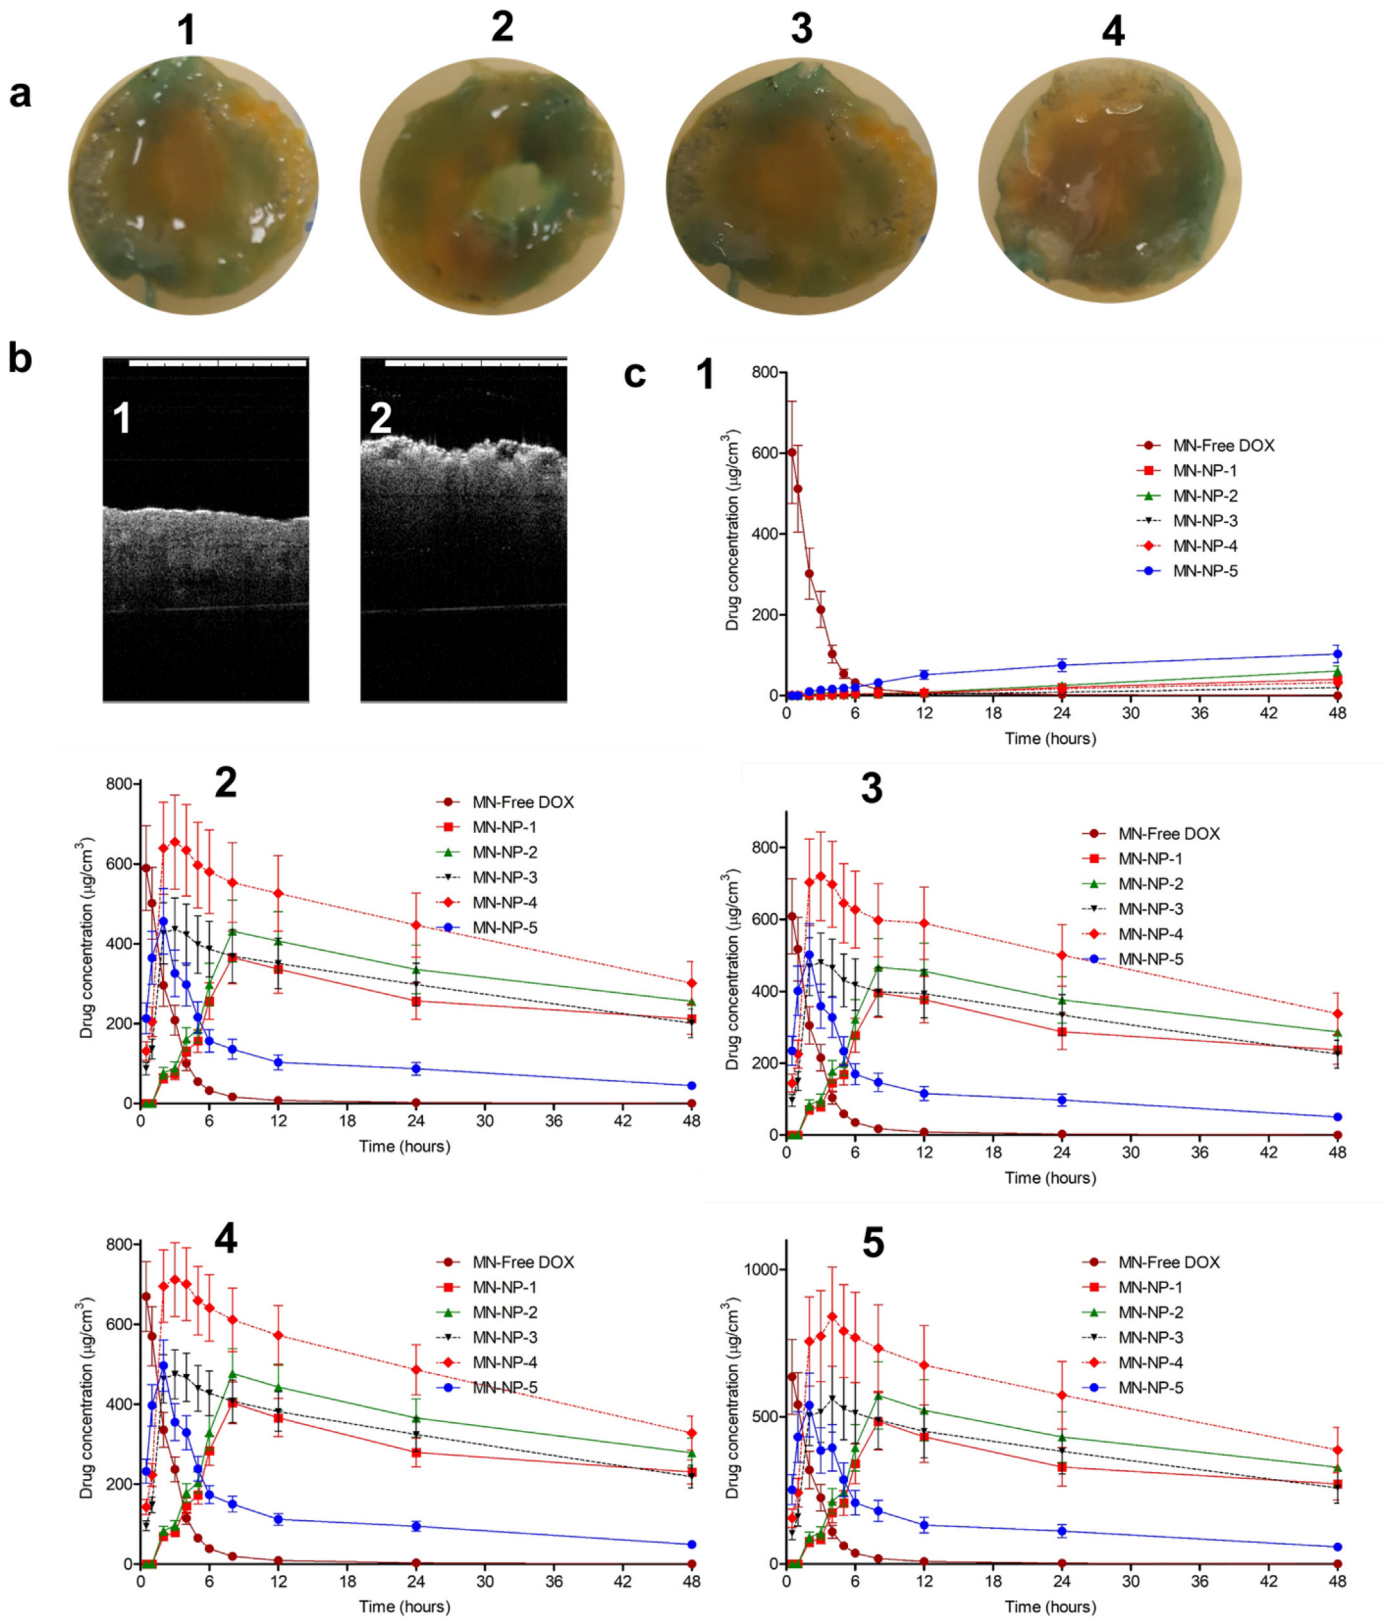 1 2 3 4
a
b
1
2
c 1
800
600
400
200
0
Drug concentration (µg/cm³)
MN-Free DOX
MN-NP-1
MN-NP-2
MN-NP-3
MN-NP-4
MN-NP-5
0 6 12 18 24 30 36 42 48
Time (hours)
2
800
600
400
200
0
Drug concentration (µg/cm³)
MN-Free DOX
MN-NP-1
MN-NP-2
MN-NP-3
MN-NP-4
MN-NP-5
0 6 12 18 24 30 36 42 48
Time (hours)
3
800
600
400
200
0
Drug concentration (µg/cm³)
MN-Free DOX
MN-NP-1
MN-NP-2
MN-NP-3
MN-NP-4
MN-NP-5
0 6 12 18 24 30 36 42 48
Time (hours)
4
800
600
400
200
0
Drug concentration (µg/cm³)
MN-Free DOX
MN-NP-1
MN-NP-2
MN-NP-3
MN-NP-4
MN-NP-5
0 6 12 18 24 30 36 42 48
Time (hours)
5
1000
500
0
Drug concentration (µg/cm³)
MN-Free DOX
MN-NP-1
MN-NP-2
MN-NP-3
MN-NP-4
MN-NP-5
0 6 12 18 24 30 36 42 48
Time (hours)